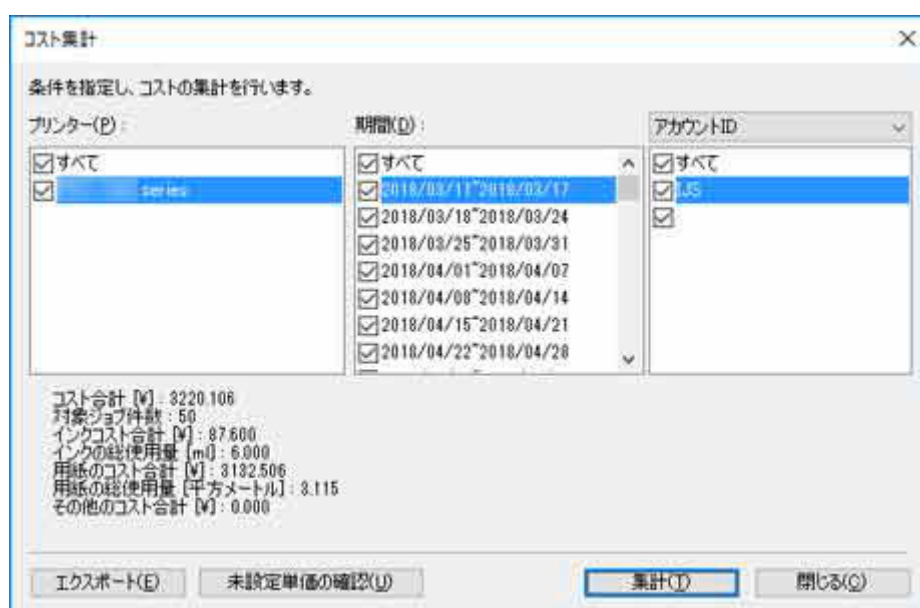 コスト集計
条件を指定し、コストの集計を行います。
プリンター(P) :
すべて
series
期間(D) :
すべて
2018/03/11~2018/03/17
2018/03/18~2018/03/24
2018/03/25~2018/03/31
2018/04/01~2018/04/07
2018/04/08~2018/04/14
2018/04/15~2018/04/21
2018/04/22~2018/04/28
アカウントID
すべて
IJS
コスト合計 [¥] : 3220.106
対象ジョブ件数 : 50
インクコスト合計 [¥] : 87.600
インクの総使用量 [ml] : 6.000
用紙のコスト合計 [¥] : 3132.506
用紙の総使用量 [平方メートル] : 3.115
その他のコスト合計 [¥] : 0.000
エクスポート(E)
未設定単価の確認(U)
集計(T)
閉じる(C)